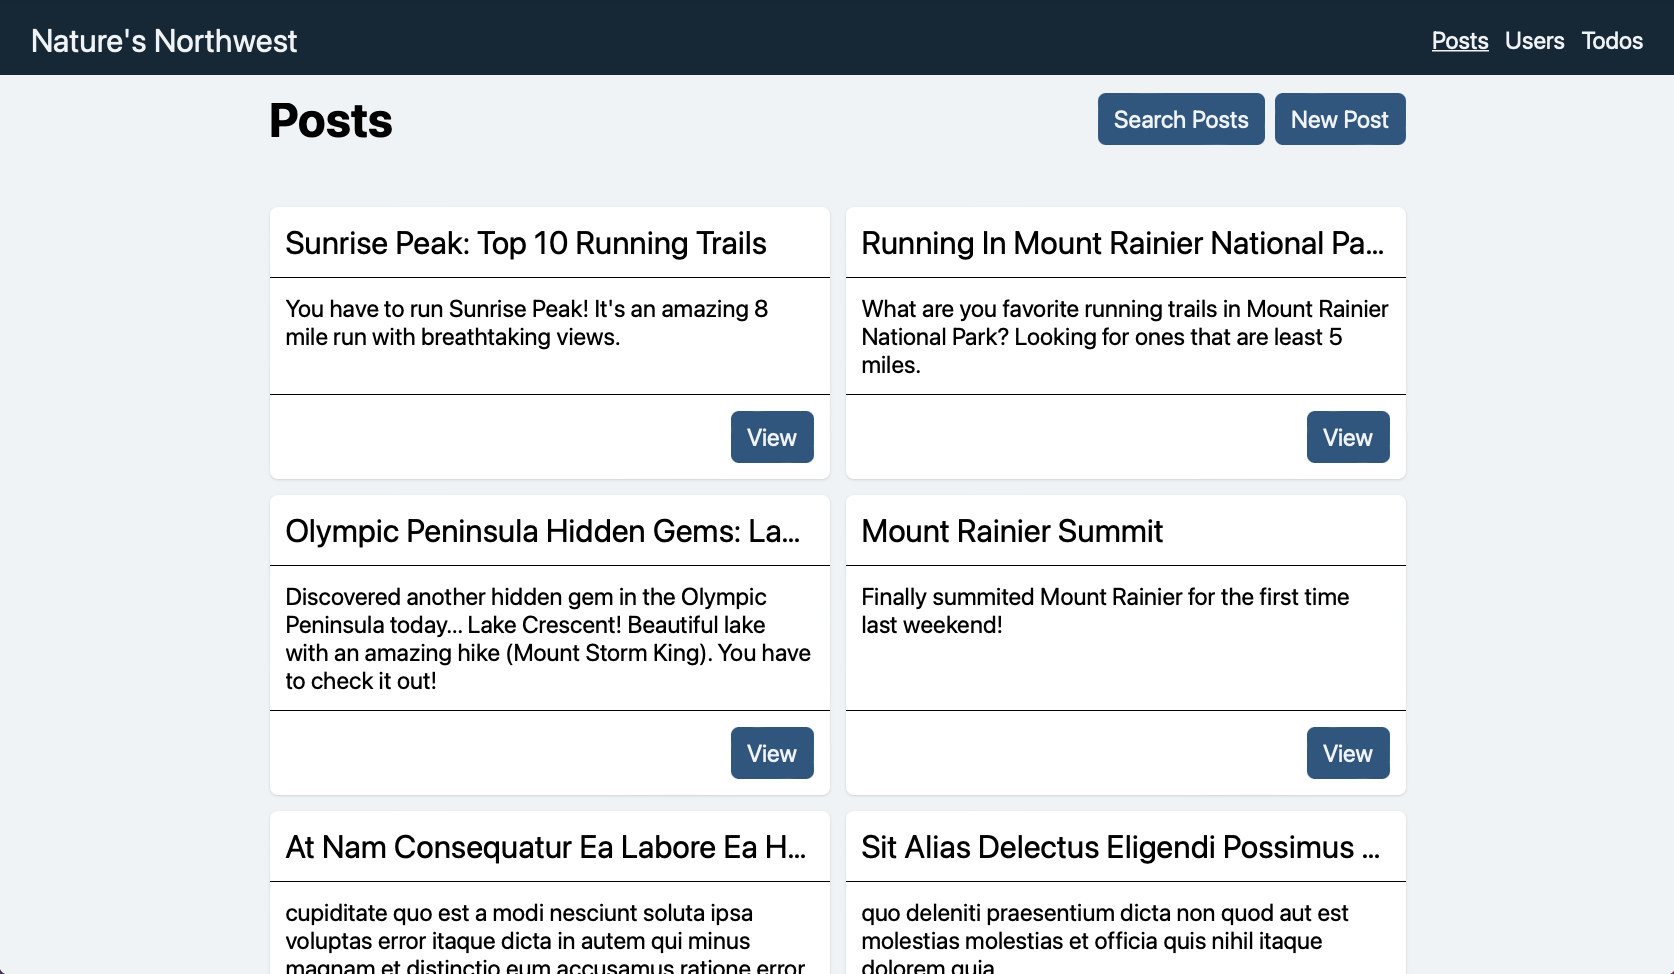 Nature's Northwest
Posts Users Todos
Posts
Search Posts
New Post
Sunrise Peak: Top 10 Running Trails
You have to run Sunrise Peak! It's an amazing 8
mile run with breathtaking views.
View
Running In Mount Rainier National Pa...
What are you favorite running trails in Mount Rainier
National Park? Looking for ones that are least 5
miles.
View
Olympic Peninsula Hidden Gems: La...
Discovered another hidden gem in the Olympic
Peninsula today... Lake Crescent! Beautiful lake
with an amazing hike (Mount Storm King). You have
to check it out!
View
Mount Rainier Summit
Finally summited Mount Rainier for the first time
last weekend!
View
At Nam Consequatur Ea Labore Ea H...
cupiditate quo est a modi nesciunt soluta ipsa
voluptas error itaque dicta in autem qui minus
magnam et distinctio eum accusamus ratione error
Sit Alias Delectus Eligendi Possimus ...
quo deleniti praesentium dicta non quod aut est
molestias molestias et officia quis nihil itaque
dolorem quia